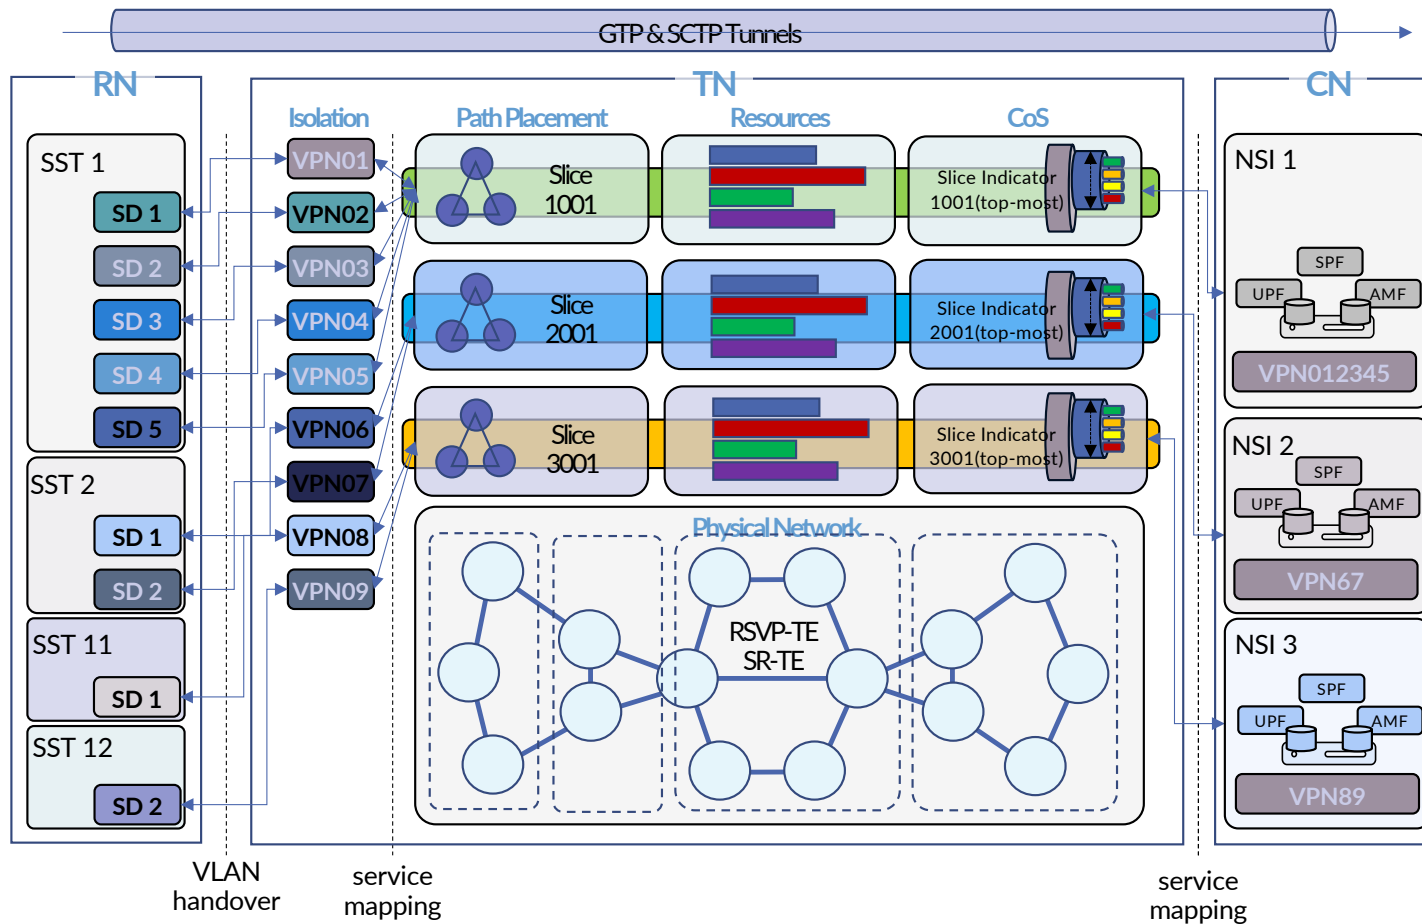 GTP & SCTP Tunnels
RN
TN
CN
Isolation
Path Placement
Resources
CoS
SST 1
SD 1
SD 2
SD 3
SD 4
SD 5
SST 2
SD 1
SD 2
SST 11
SD 1
SST 12
SD 2
VPN01
VPN02
VPN03
VPN04
VPN05
VPN06
VPN07
VPN08
VPN09
Slice
1001
Slice Indicator
1001(top-most)
Slice
2001
Slice Indicator
2001(top-most)
Slice
3001
Slice Indicator
3001(top-most)
Physical Network
RSVP-TE
SR-TE
NSI 1
SPF
UPF
AMF
VPN012345
NSI 2
SPF
UPF
AMF
VPN67
NSI 3
SPF
UPF
AMF
VPN89
VLAN
handover
service
mapping
service
mapping